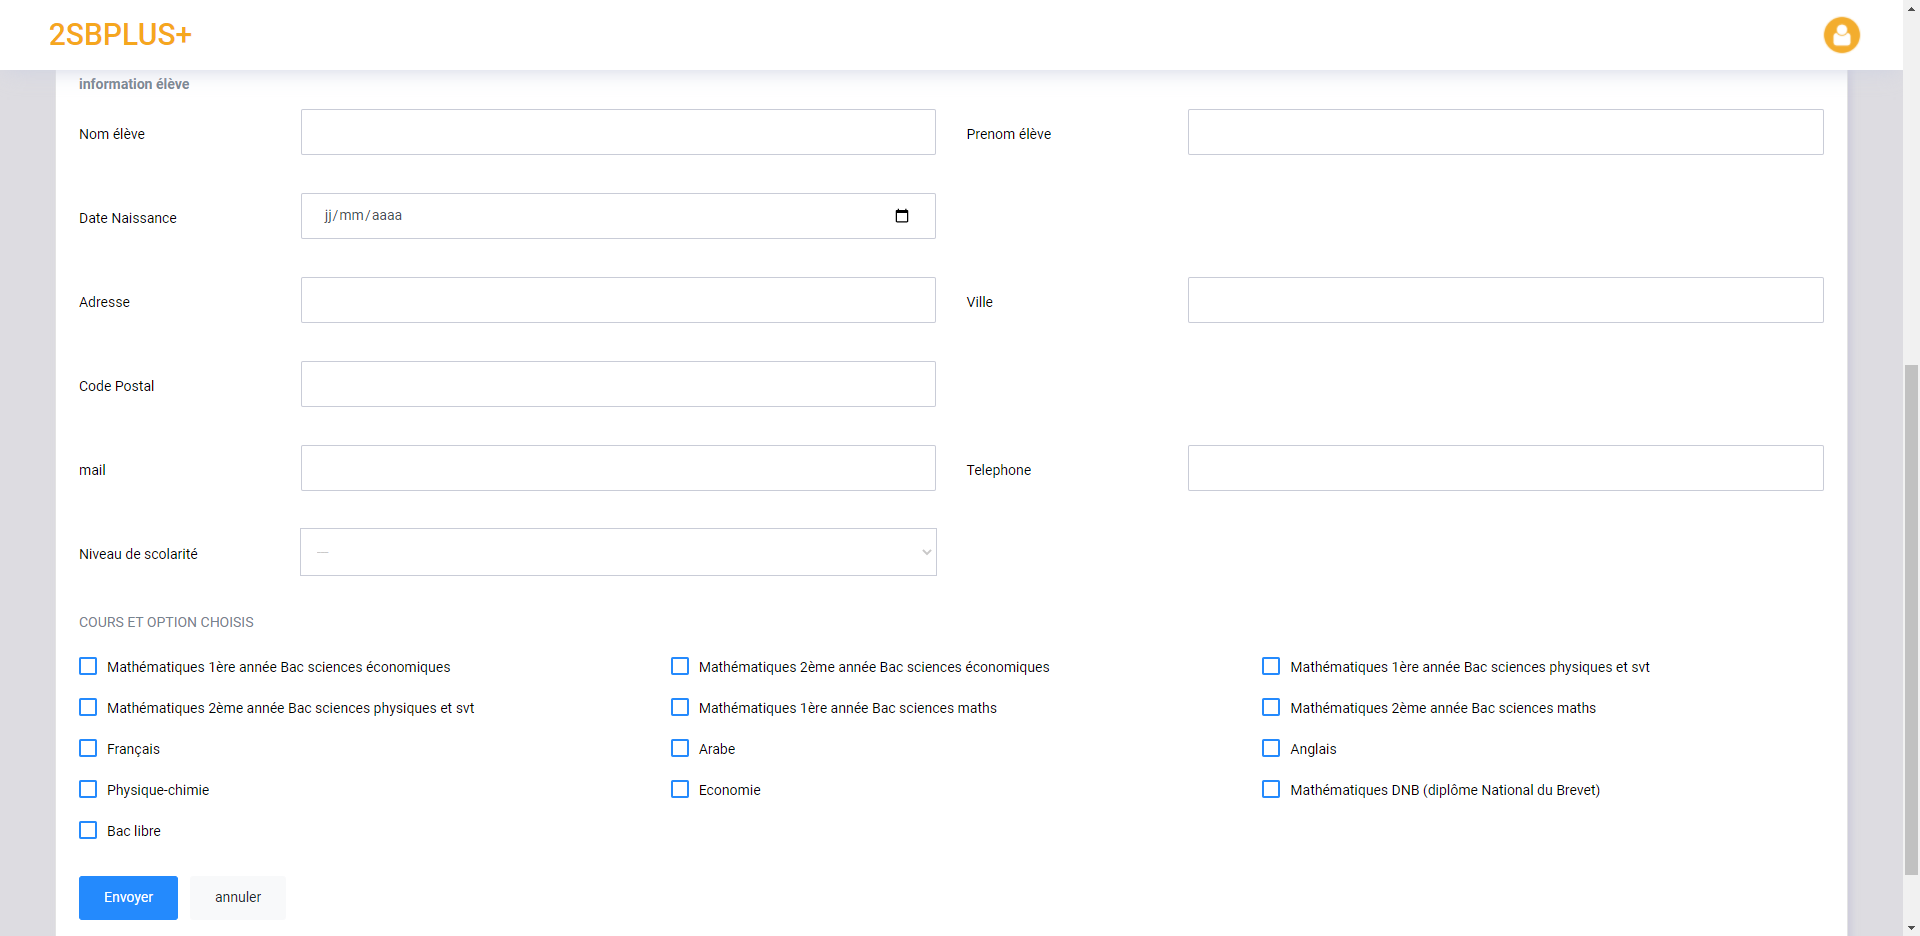 2SBPLUS+
information élève
Nom élève
Prenom élève
Date Naissance
jj/mm/aaaa
Adresse
Ville
Code Postal
mail
Telephone
Niveau de scolarité
—
COURS ET OPTION CHOISIS
Mathématiques 1ère année Bac sciences économiques
Mathématiques 2ème année Bac sciences économiques
Mathématiques 1ère année Bac sciences physiques et svt
Mathématiques 2ème année Bac sciences physiques et svt
Mathématiques 1ère année Bac sciences maths
Mathématiques 2ème année Bac sciences maths
Français
Arabe
Anglais
Physique-chimie
Economie
Mathématiques DNB (diplôme National du Brevet)
Bac libre
Envoyer
annuler